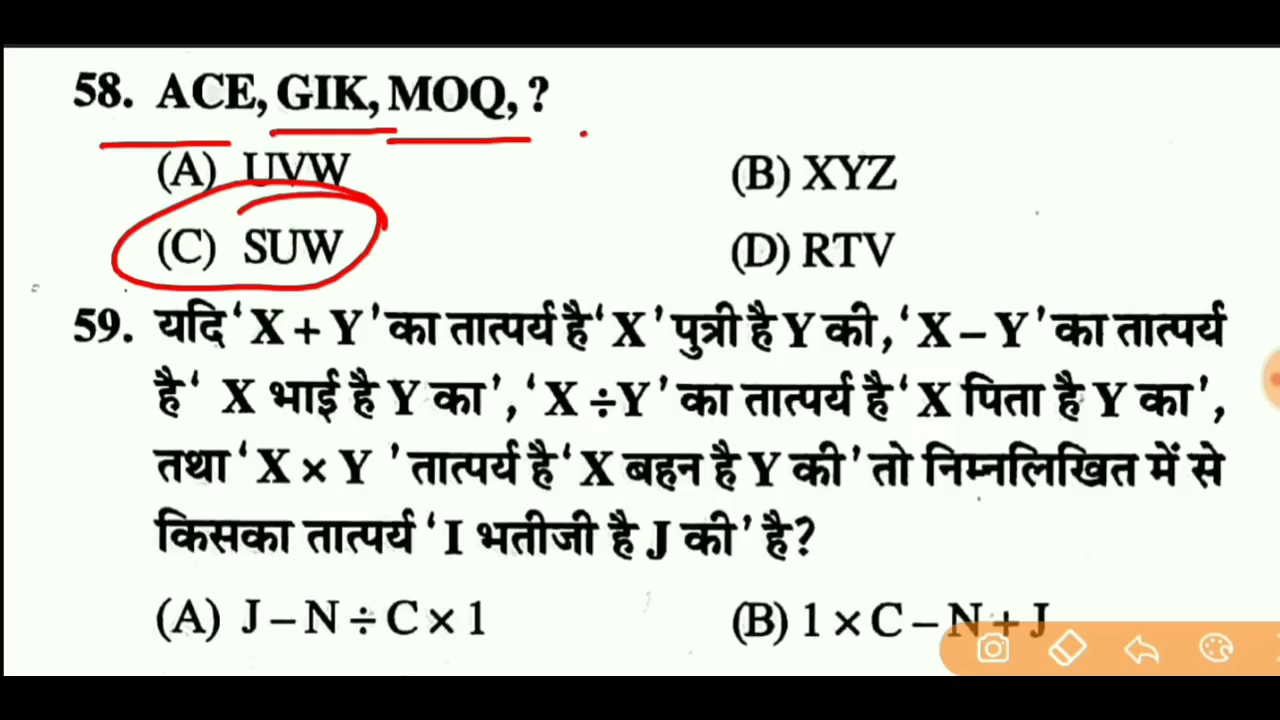 58. ACE, GIK, MOQ, ?
(A) UVW (B) XYZ
(C) SUW (D) RTV
59. यदि ‘X + Y’ का तात्पर्य है ‘X’ पुत्री है Y की, ‘X – Y’ का तात्पर्य
है‘ X भाई है Y का’, ‘X ÷Y’ का तात्पर्य है ‘X पिता है Y का’,
तथा ‘X × Y ’ तात्पर्य है ‘X बहन है Y की’ तो निम्नलिखित में से
किसका तात्पर्य ‘I भतीजी है J की’ है?
(A) J – N ÷ C × 1 (B) 1 × C – N + J